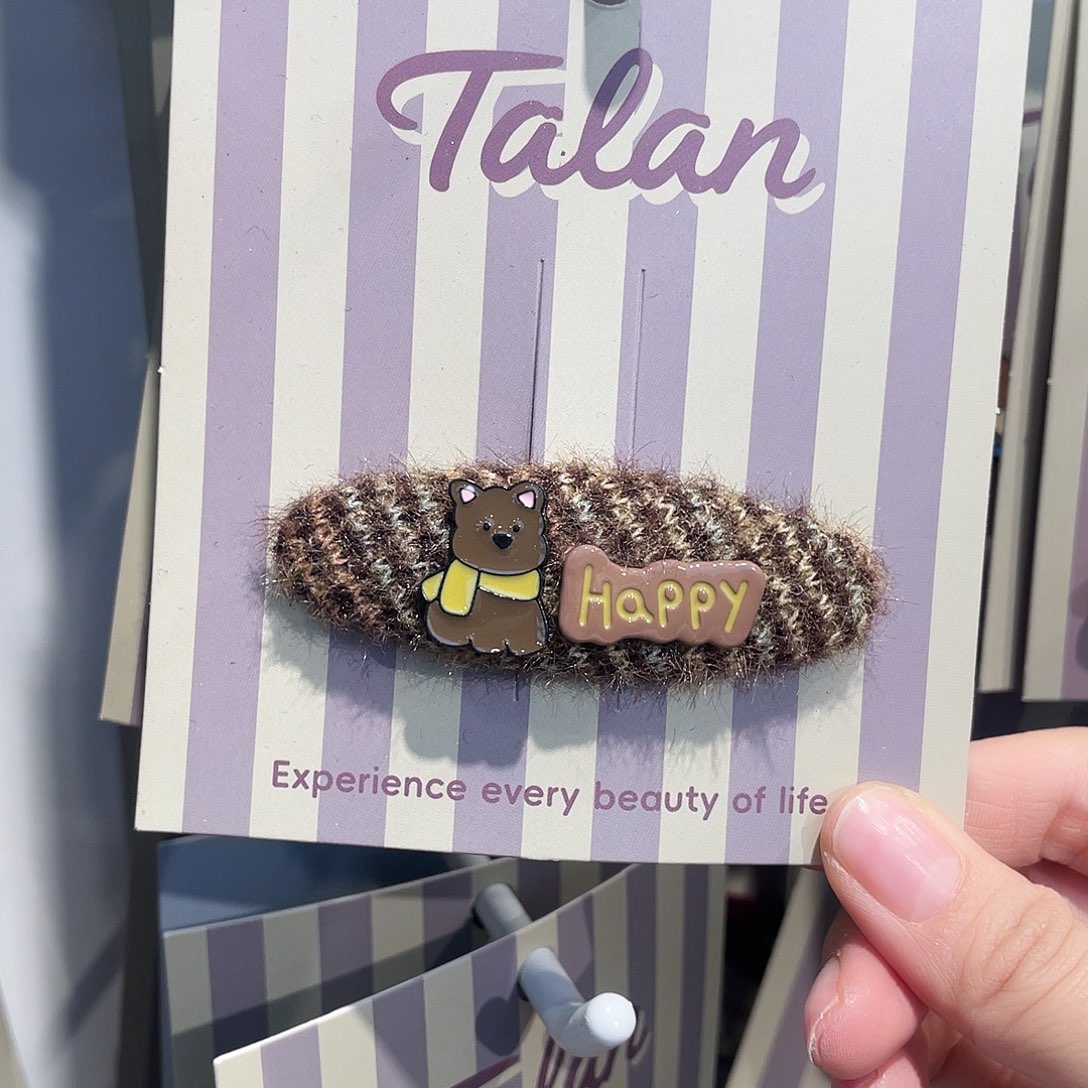 Talan
Happy
Experience every beauty of life